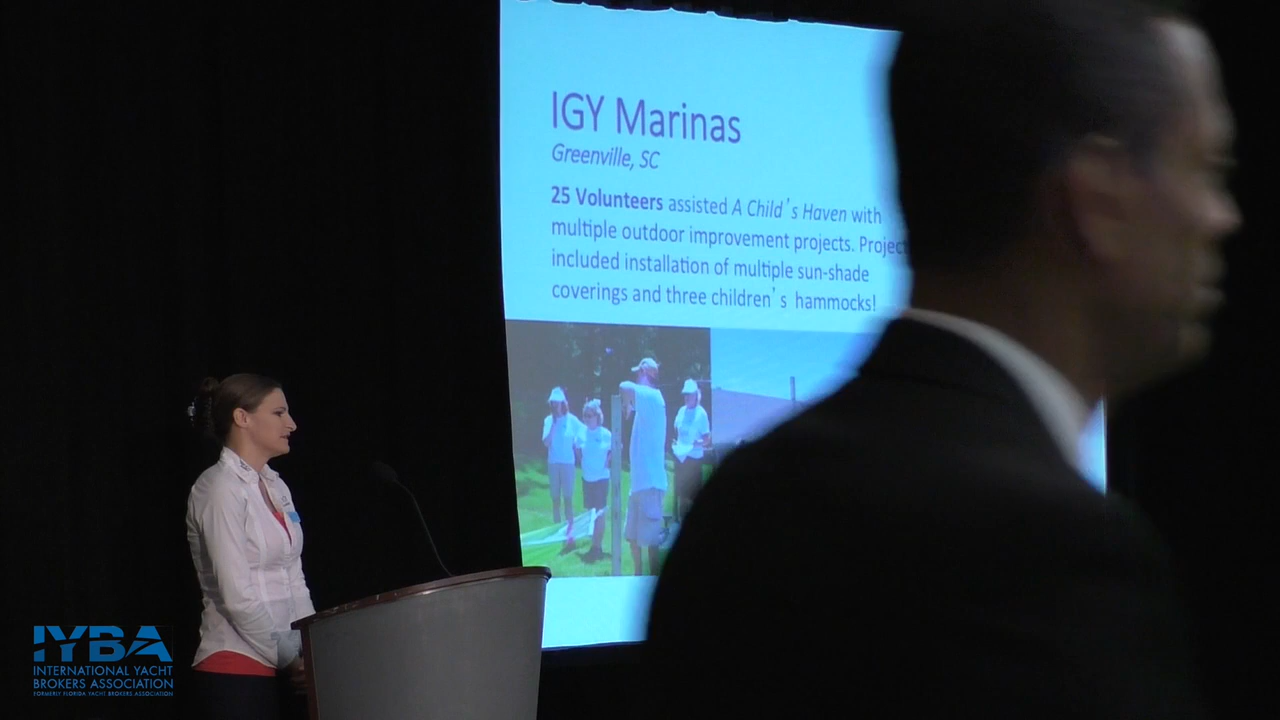 IGY Marinas
Greenville, SC
25 Volunteers assisted A Child's Haven with
multiple outdoor improvement projects. Project
included installation of multiple sun-shade
coverings and three children's hammocks!
IYBA
INTERNATIONAL YACHT
BROKERS ASSOCIATION
FORMERLY FLORIDA YACHT BROKERS ASSOCIATION